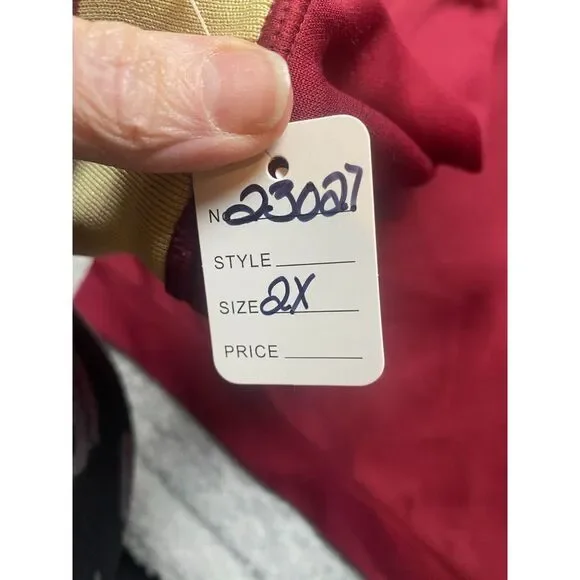 No. 23027
STYLE
SIZE 2X
PRICE